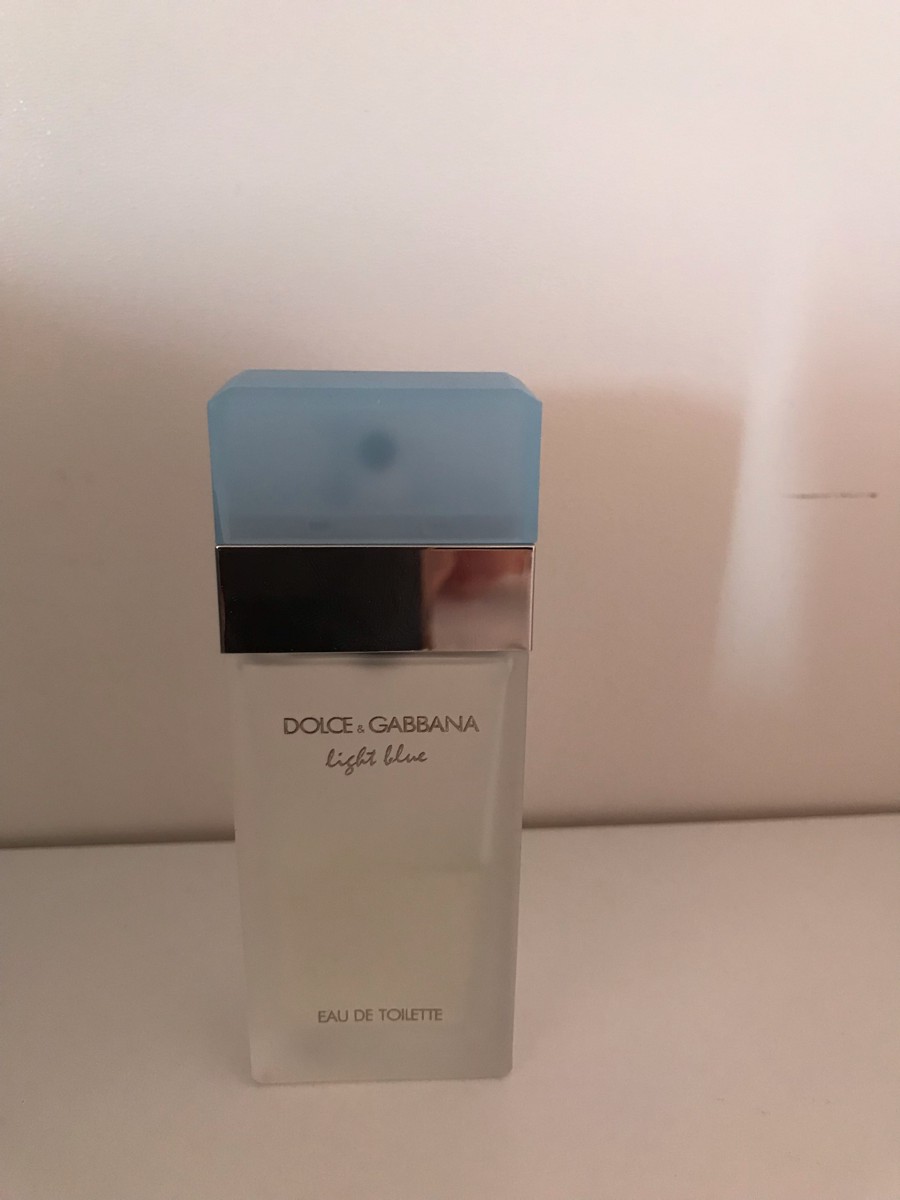 DOLCE & GABBANA
light blue
EAU DE TOILETTE